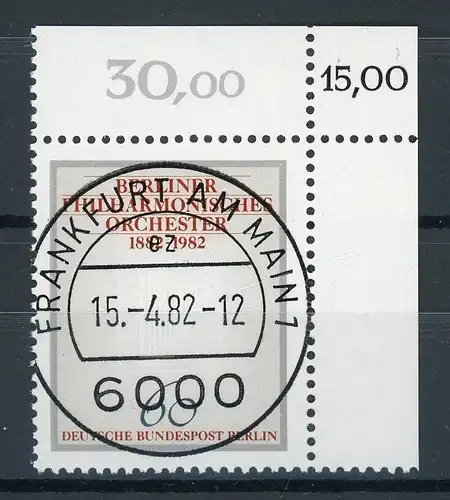 30,00
15,00
BERLINER
PHILHARMONISCHES
ORCHESTER
1882-1982
FRANKFURT AM MAIN 1
ez
15.-4.82-12
6000
60
DEUTSCHE BUNDESPOST BERLIN